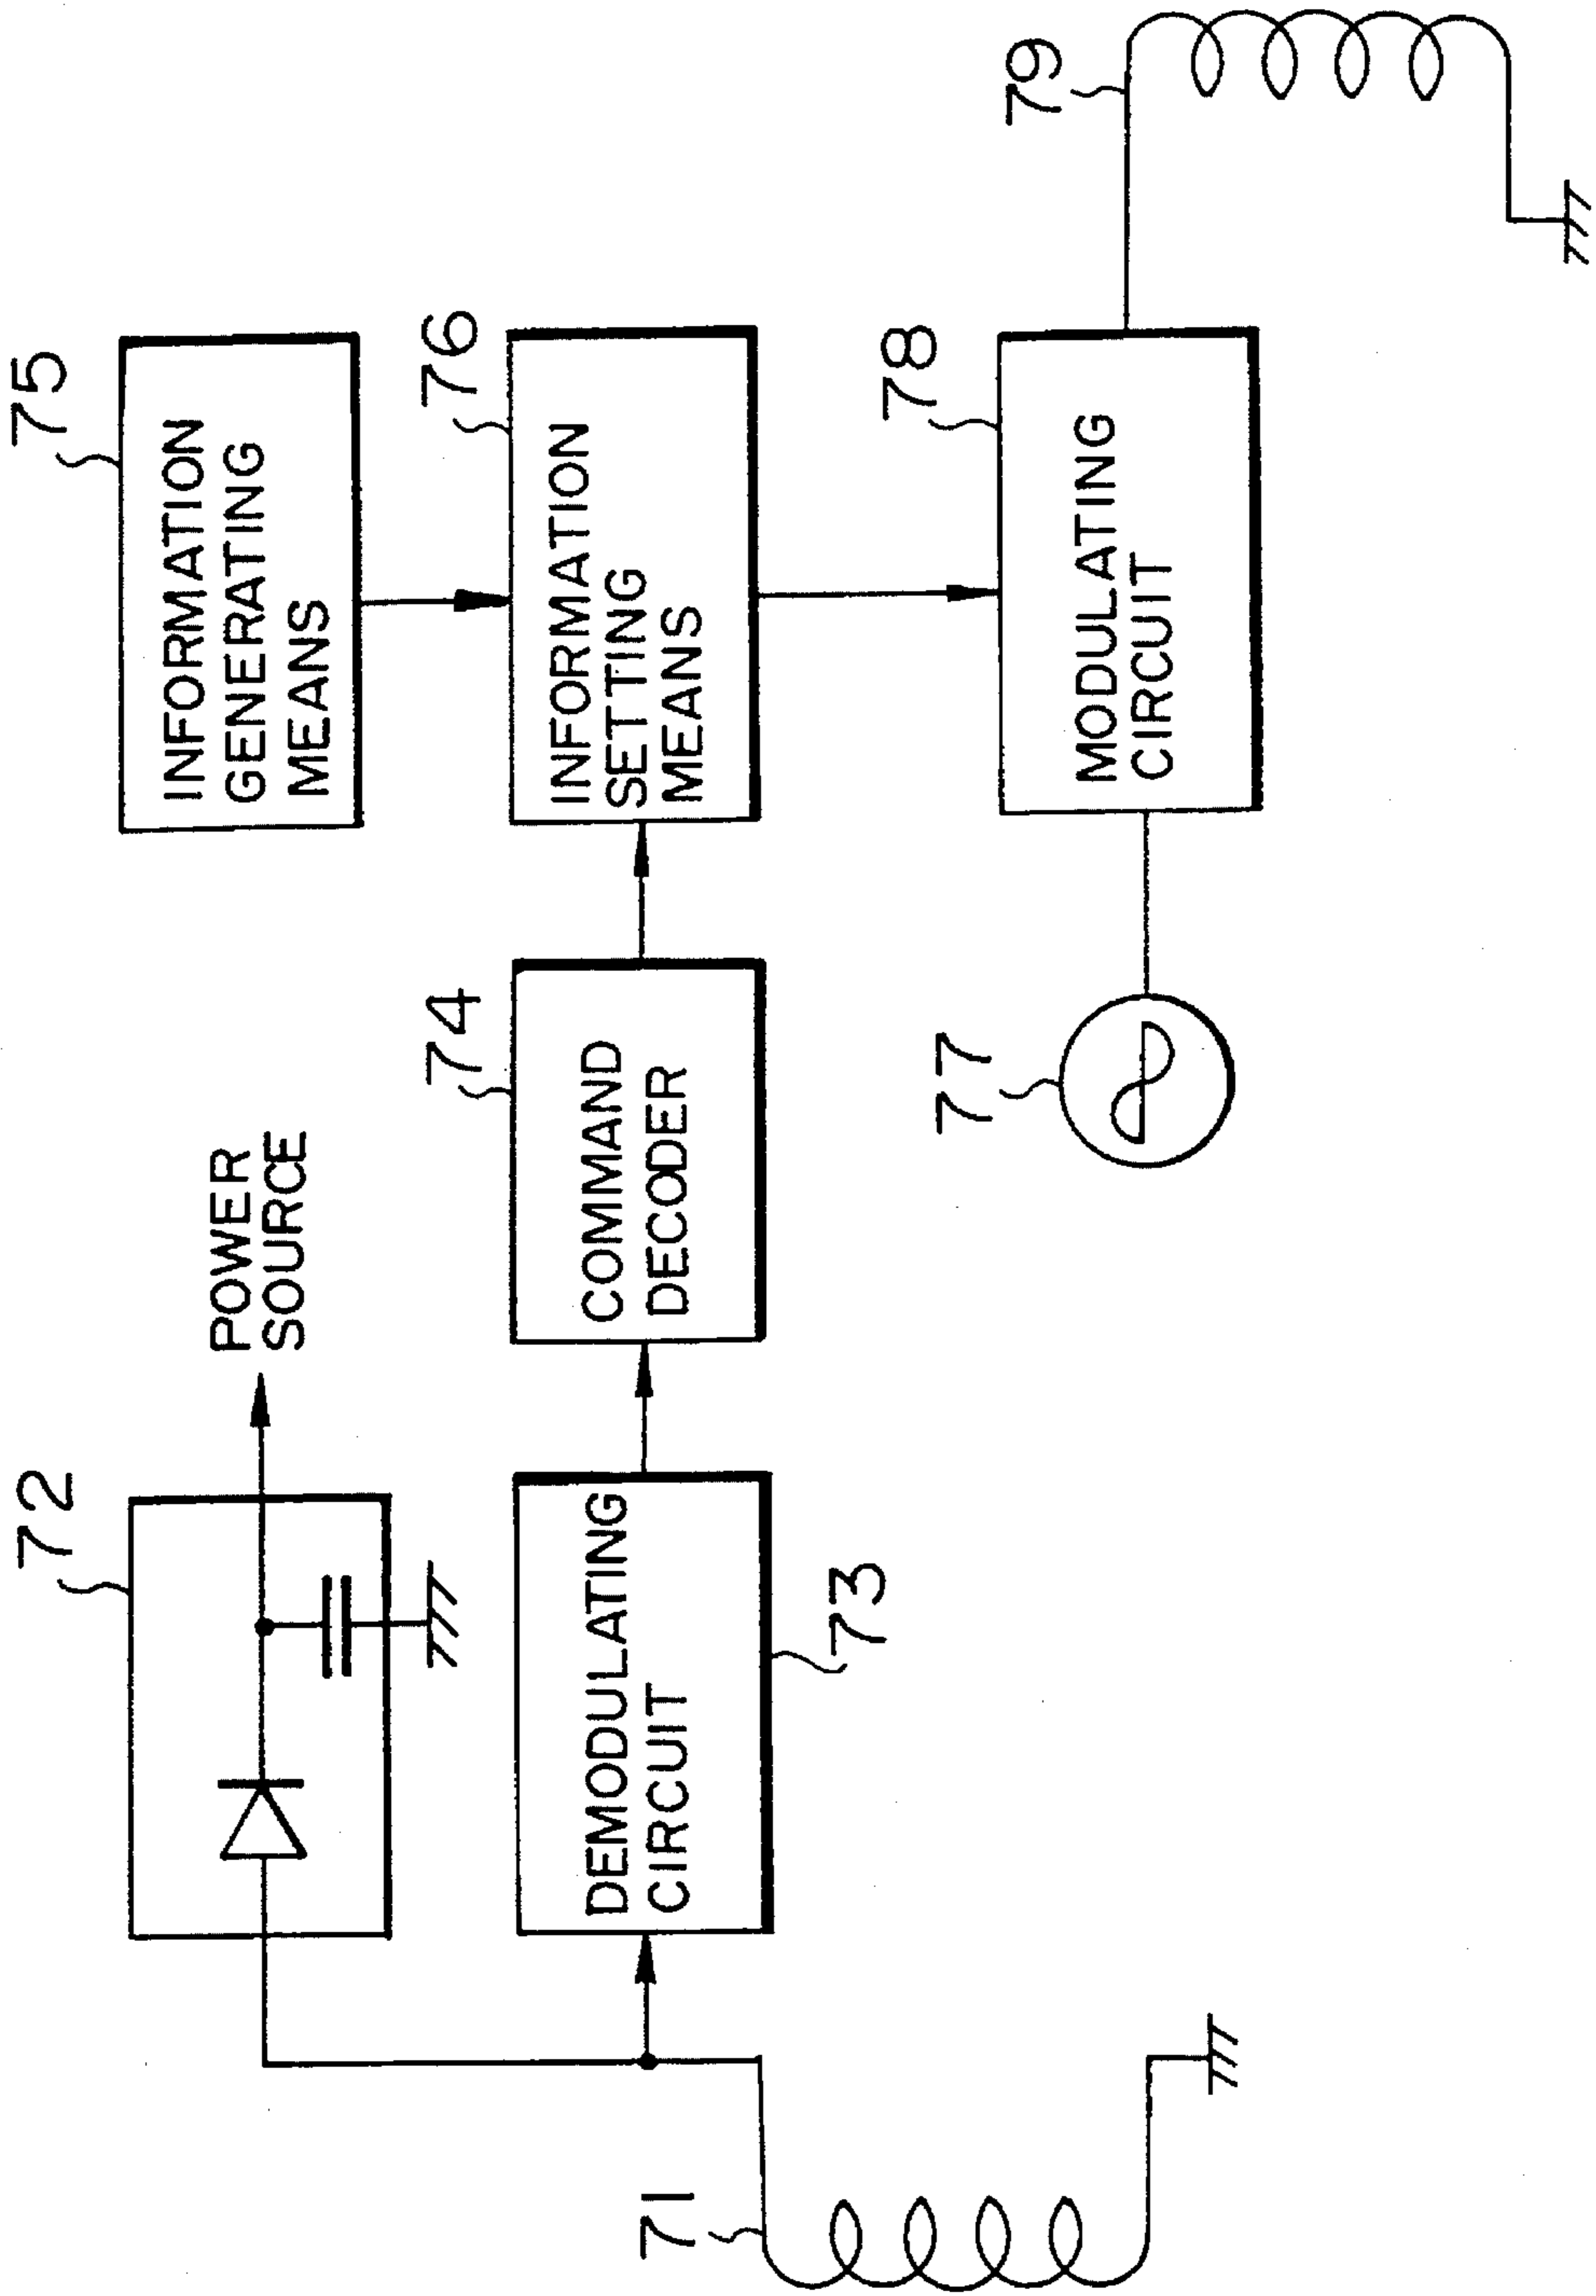 72
POWER
SOURCE
75
INFORMATION
GENERATING
MEANS
71
DEMODULATING
CIRCUIT
73
74
COMMAND
DECODER
76
INFORMATION
SETTING
MEANS
77
78
MODULATING
CIRCUIT
79